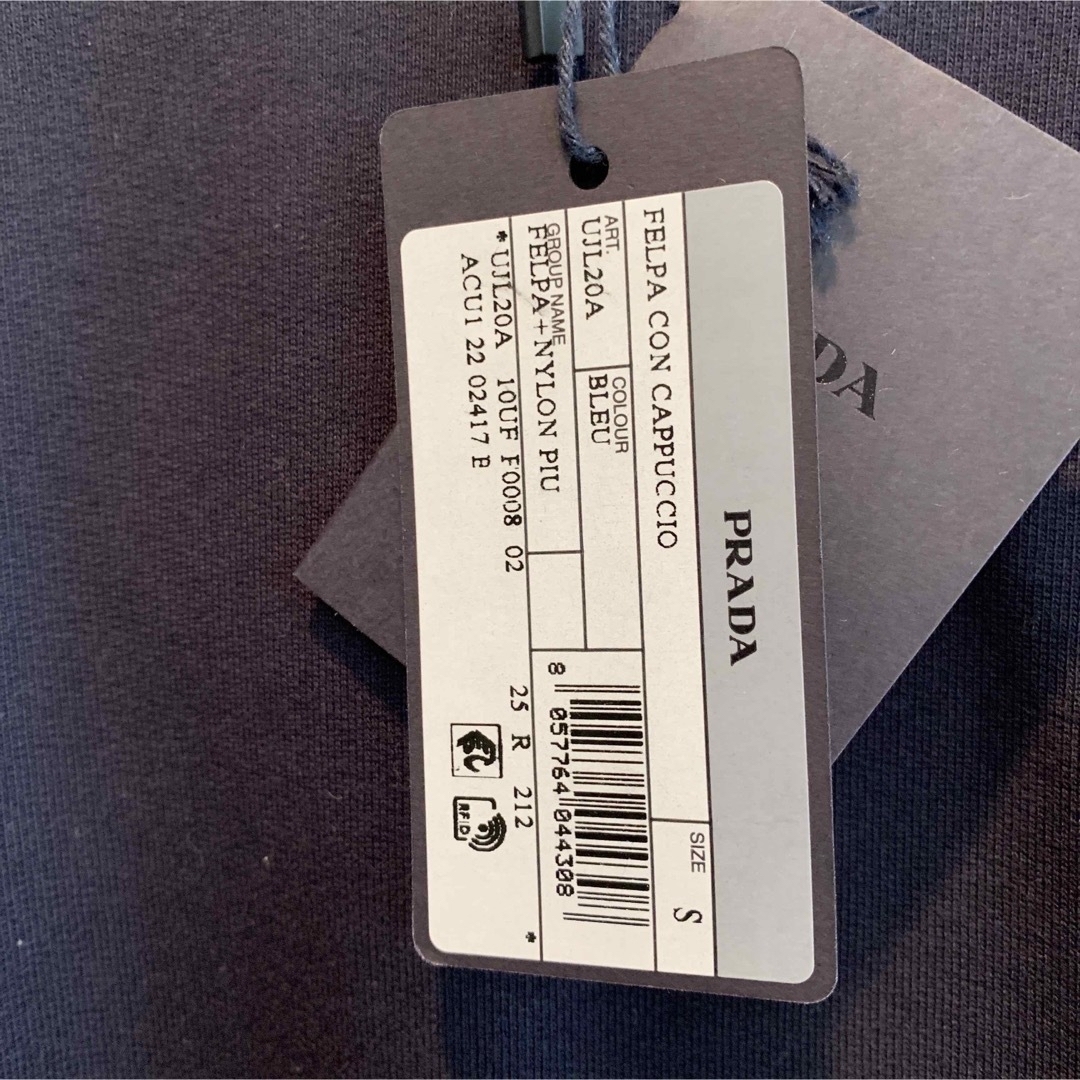 PRADA
FELPA CON CAPPUCCIO
SIZE
S
ART.
UJL20A
COLOUR
BLEU
GROUP NAME
FELPA+NYLON PIU
8 057764 044308
*UJL20A 10UF F0008 02 25 R 212 *
ACU1 22 02417 E
RFID
DA